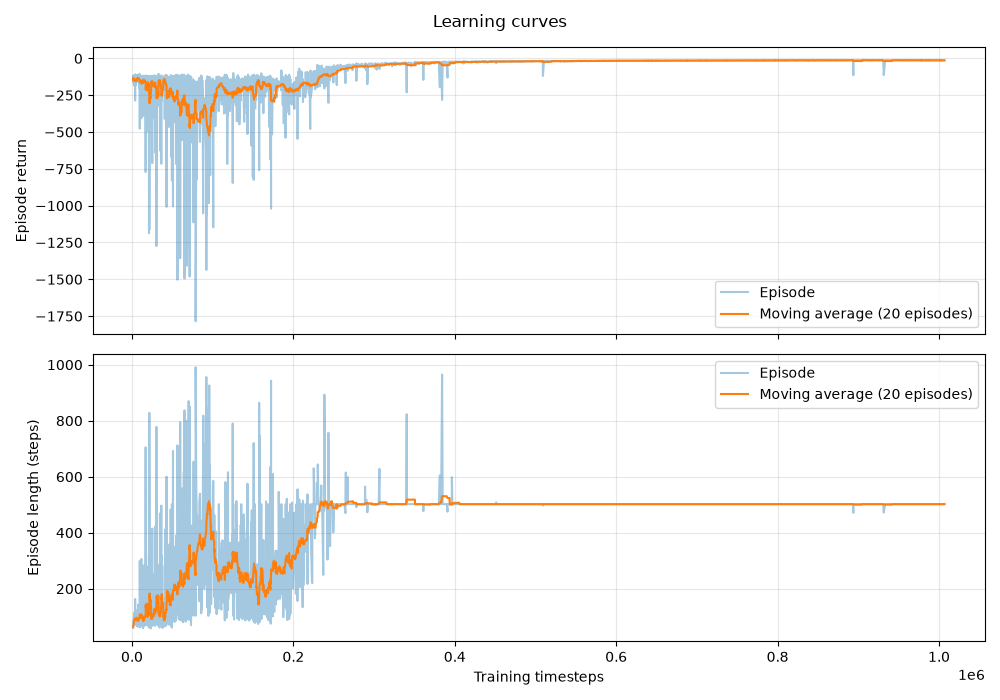 Learning curves
Episode return
0
−250
−500
−750
−1000
−1250
−1500
−1750
Episode
Moving average (20 episodes)
Episode length (steps)
1000
800
600
400
200
Episode
Moving average (20 episodes)
0.0 0.2 0.4 0.6 0.8 1.0
Training timesteps
1e6